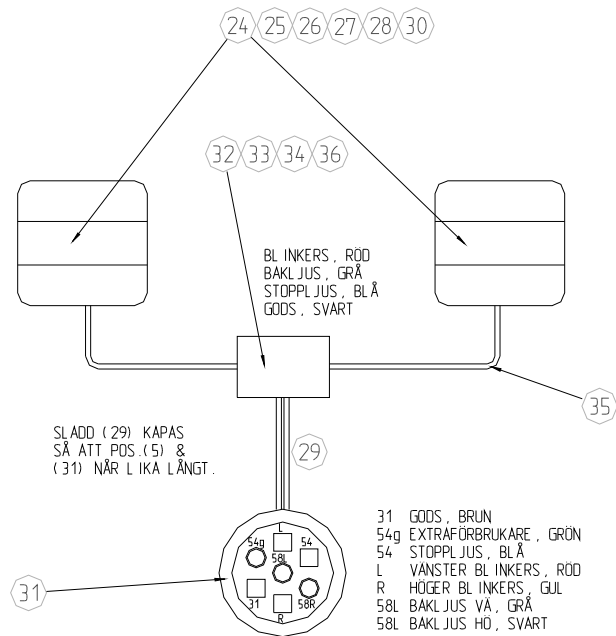 24 25 26 27 28 30
32 33 34 36
BLINKERS, RÖD
BAKLJUS, GRÅ
STOPPLJUS, BLÅ
GODS, SVART
35
SLADD (29) KAPAS
SÅ ATT POS.(5) &
(31) NÅR LIKA LÅNGT.
29
L
54g 54
58L
31 58R
R
31
31 GODS, BRUN
54g EXTRAFÖRBRUKARE, GRÖN
54 STOPPLJUS, BLÅ
L VÄNSTER BLINKERS, RÖD
R HÖGER BLINKERS, GUL
58L BAKLJUS VÄ, GRÅ
58L BAKLJUS HÖ, SVART